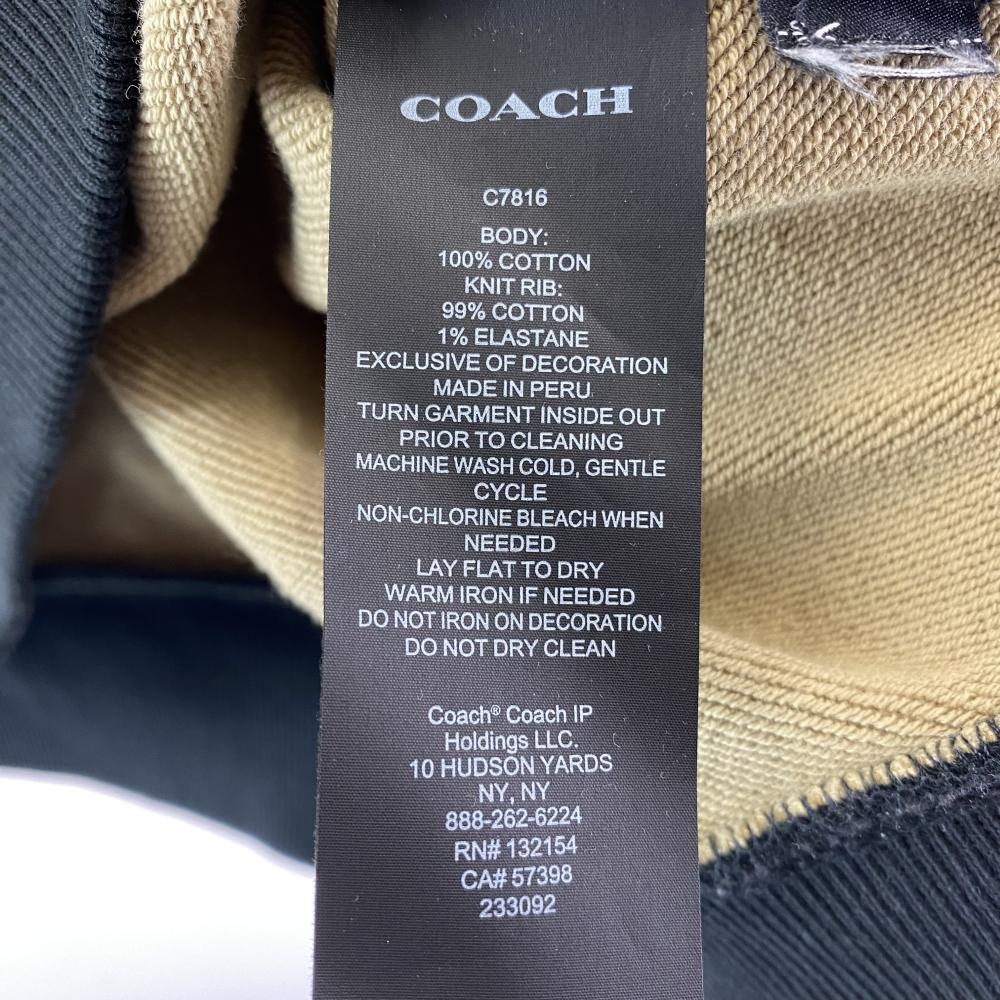 COACH
C7816
BODY:
100% COTTON
KNIT RIB:
99% COTTON
1% ELASTANE
EXCLUSIVE OF DECORATION
MADE IN PERU
TURN GARMENT INSIDE OUT
PRIOR TO CLEANING
MACHINE WASH COLD, GENTLE
CYCLE
NON-CHLORINE BLEACH WHEN
NEEDED
LAY FLAT TO DRY
WARM IRON IF NEEDED
DO NOT IRON ON DECORATION
DO NOT DRY CLEAN
Coach® Coach IP
Holdings LLC.
10 HUDSON YARDS
NY, NY
888-262-6224
RN# 132154
CA# 57398
233092